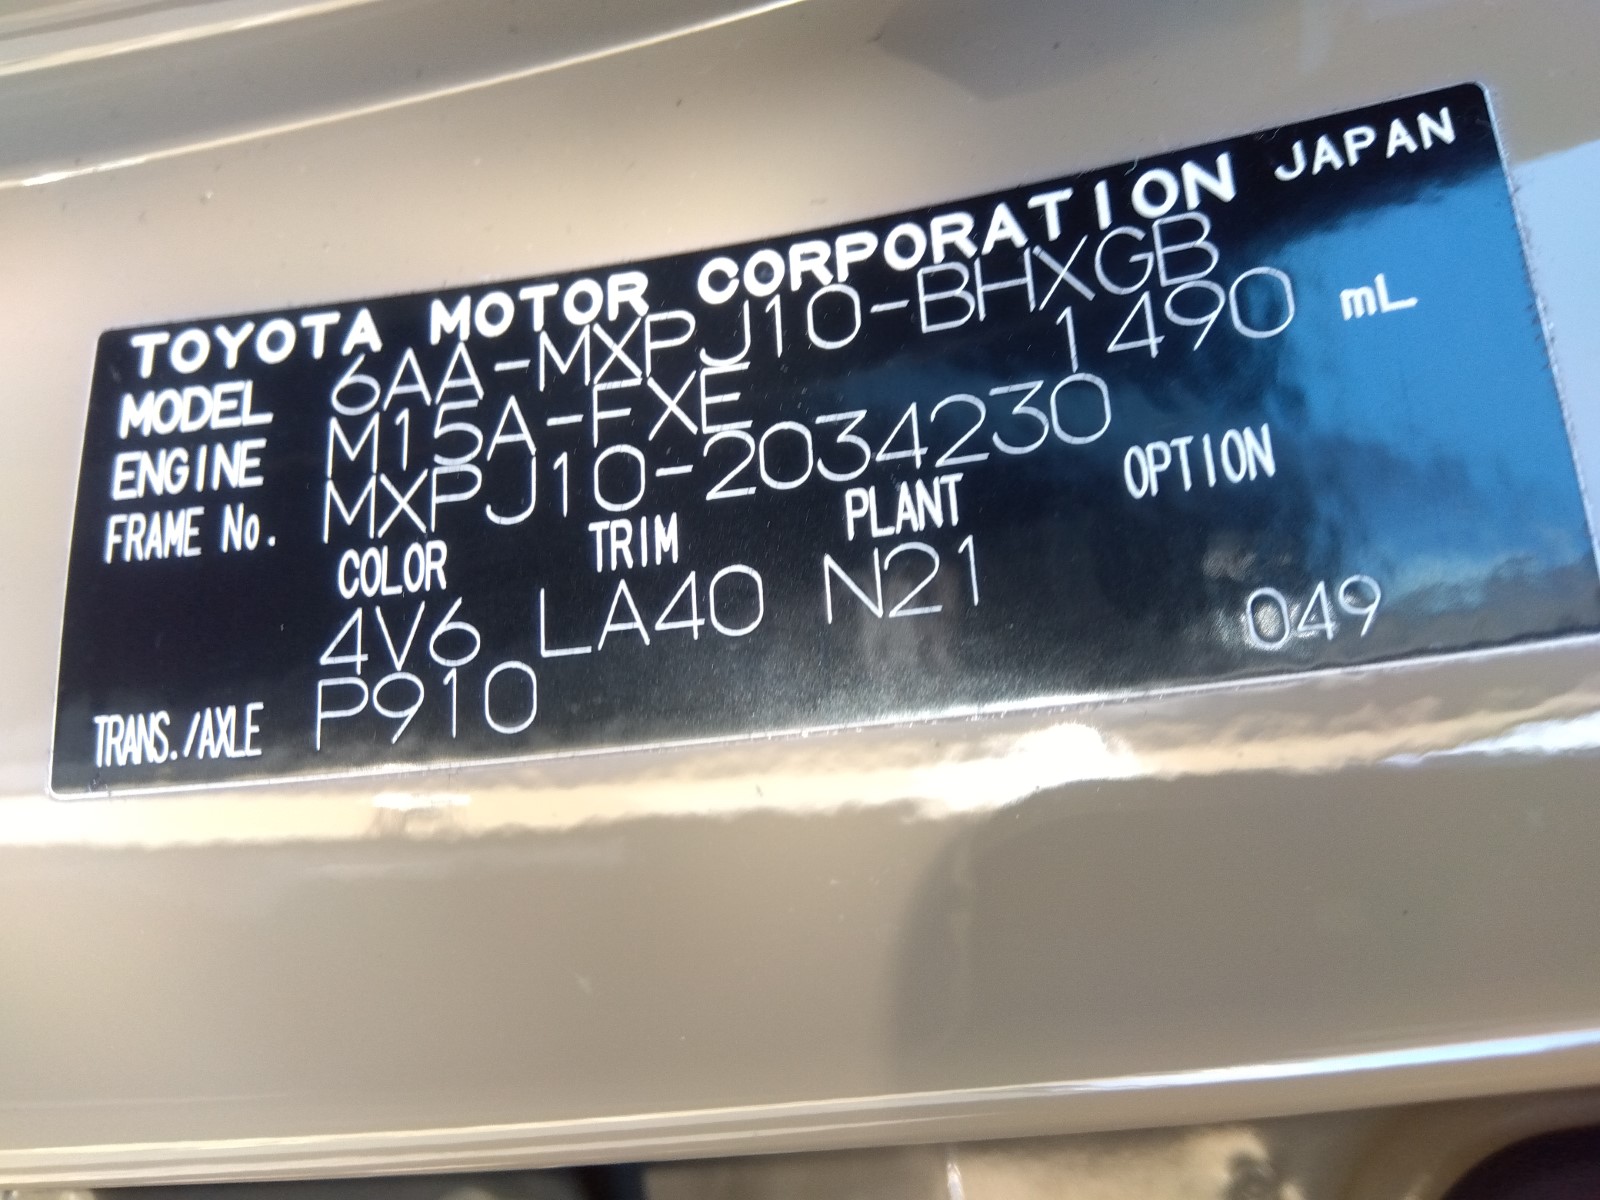 TOYOTA MOTOR CORPORATION JAPAN
MODEL 6AA-MXPJ10-BHXGB
ENGINE M15A-FXE 1490 mL
FRAME No. MXPJ10-2034230
COLOR TRIM PLANT OPTION
4V6 LA40 N21 049
TRANS./AXLE P910